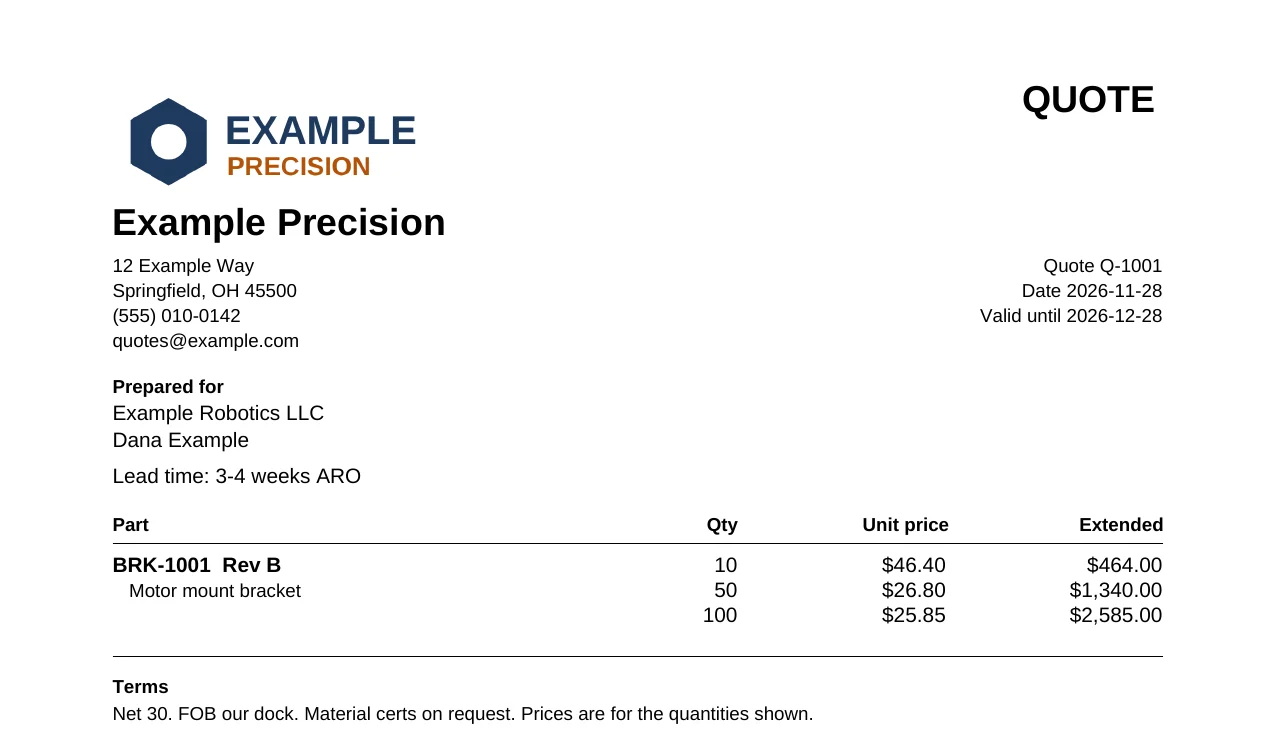 QUOTE
EXAMPLE
PRECISION
Example Precision
12 Example Way
Springfield, OH 45500
(555) 010-0142
quotes@example.com
Quote Q-1001
Date 2026-11-28
Valid until 2026-12-28
Prepared for
Example Robotics LLC
Dana Example
Lead time: 3-4 weeks ARO
Part Qty Unit price Extended
BRK-1001 Rev B 10 $46.40 $464.00
Motor mount bracket 50 $26.80 $1,340.00
100 $25.85 $2,585.00
Terms
Net 30. FOB our dock. Material certs on request. Prices are for the quantities shown.